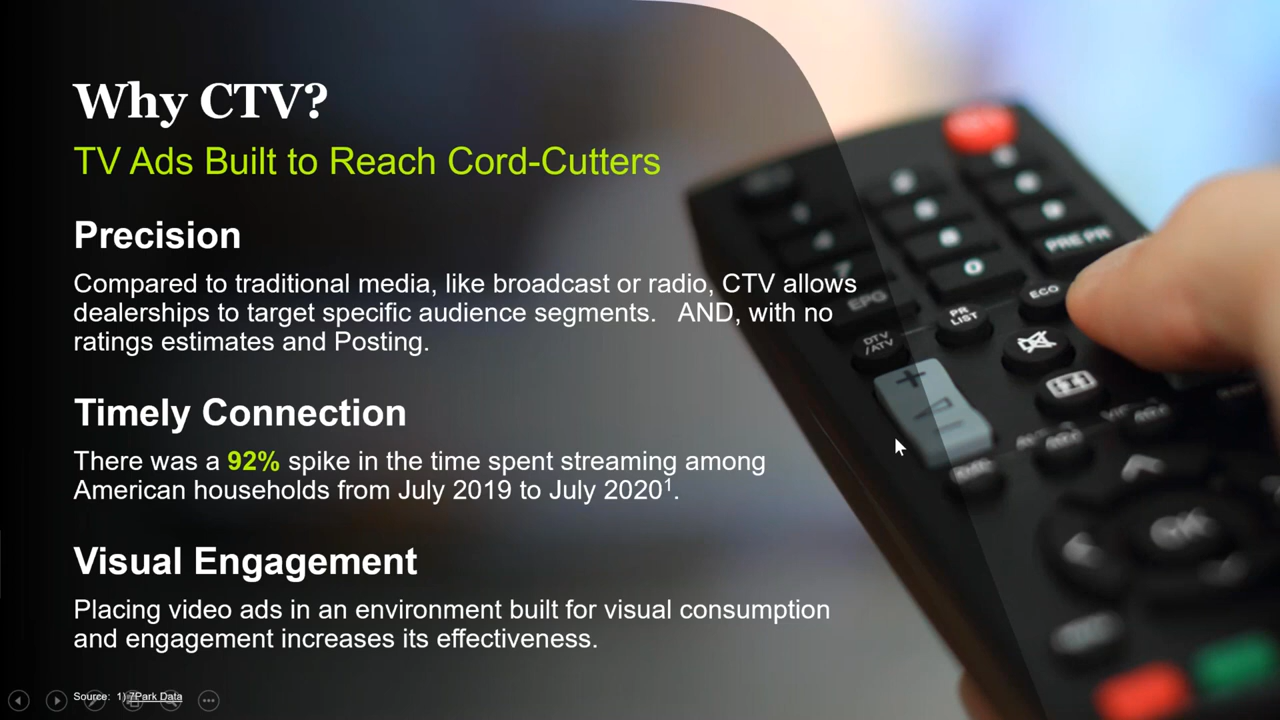 Why CTV?
TV Ads Built to Reach Cord-Cutters
Precision
Compared to traditional media, like broadcast or radio, CTV allows
dealerships to target specific audience segments.   AND, with no
ratings estimates and Posting.
Timely Connection
There was a 92% spike in the time spent streaming among
American households from July 2019 to July 2020¹.
Visual Engagement
Placing video ads in an environment built for visual consumption
and engagement increases its effectiveness.
Source:  1) 7Park Data
0
PRE PR
EPG
ECO
PR
LIST
DTV
/ATV
+
OK